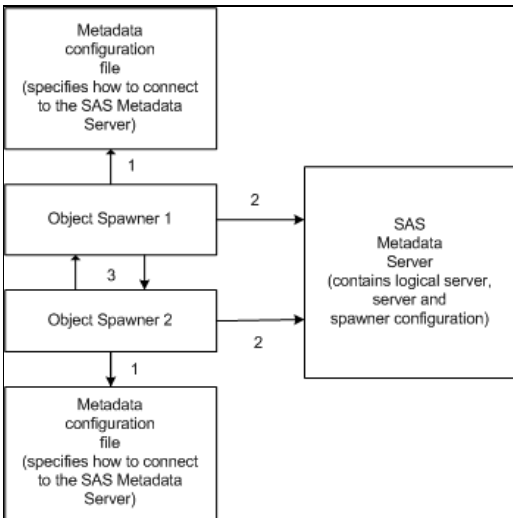 Metadata
configuration
file
(specifies how to connect
to the SAS Metadata
Server)
1
Object Spawner 1
2
SAS
Metadata
Server
(contains logical server,
server and
spawner configuration)
3
Object Spawner 2
2
1
Metadata
configuration
file
(specifies how to connect
to the SAS Metadata
Server)